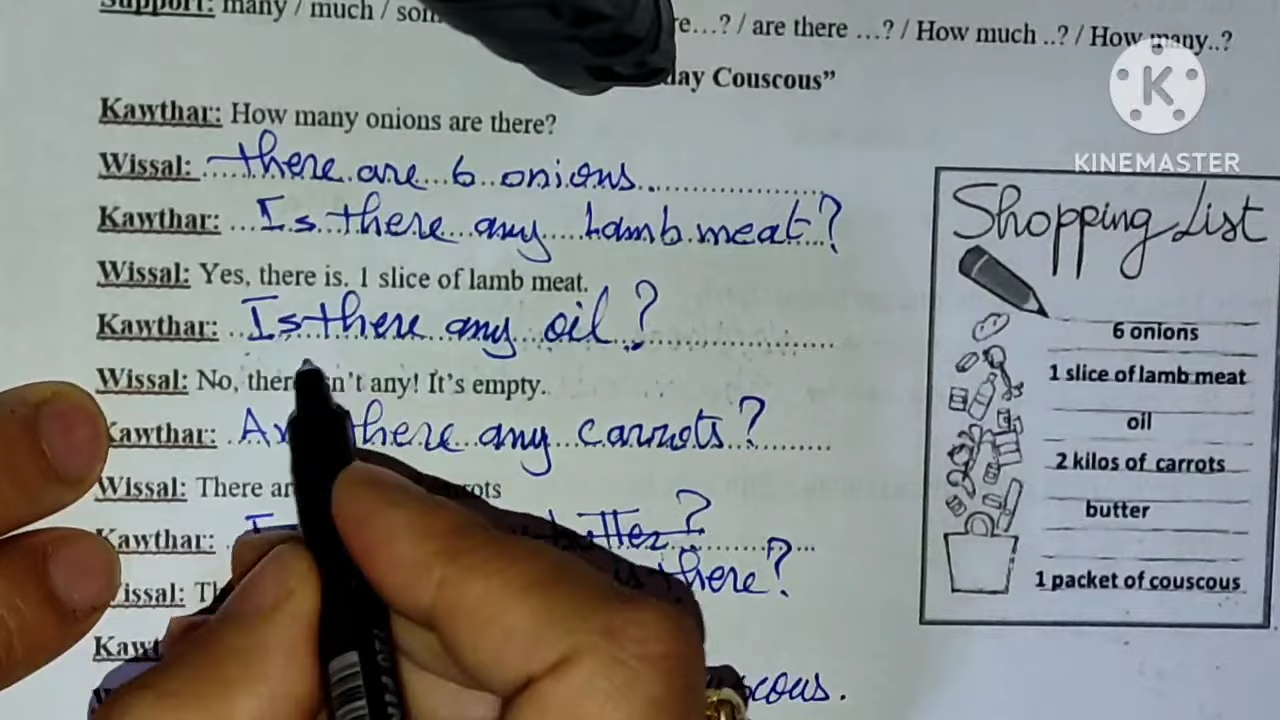 Support: many / much / som re…? / are there …? / How much ..? / How many..?
day Couscous”
Kawthar: How many onions are there?
Wissal: there are 6 onions
Kawthar: Is there any lamb meat?
Wissal: Yes, there is. 1 slice of lamb meat.
Kawthar: Is there any oil?
Wissal: No, there n’t any! It’s empty.
Kawthar: there any carrots?
Wissal: There ar
Kawthar: I butter?
is there?
Wissal: Th
Kawt
scous.
KINEMASTER
Shopping List
6 onions
1 slice of lamb meat
oil
2 kilos of carrots
butter
1 packet of couscous